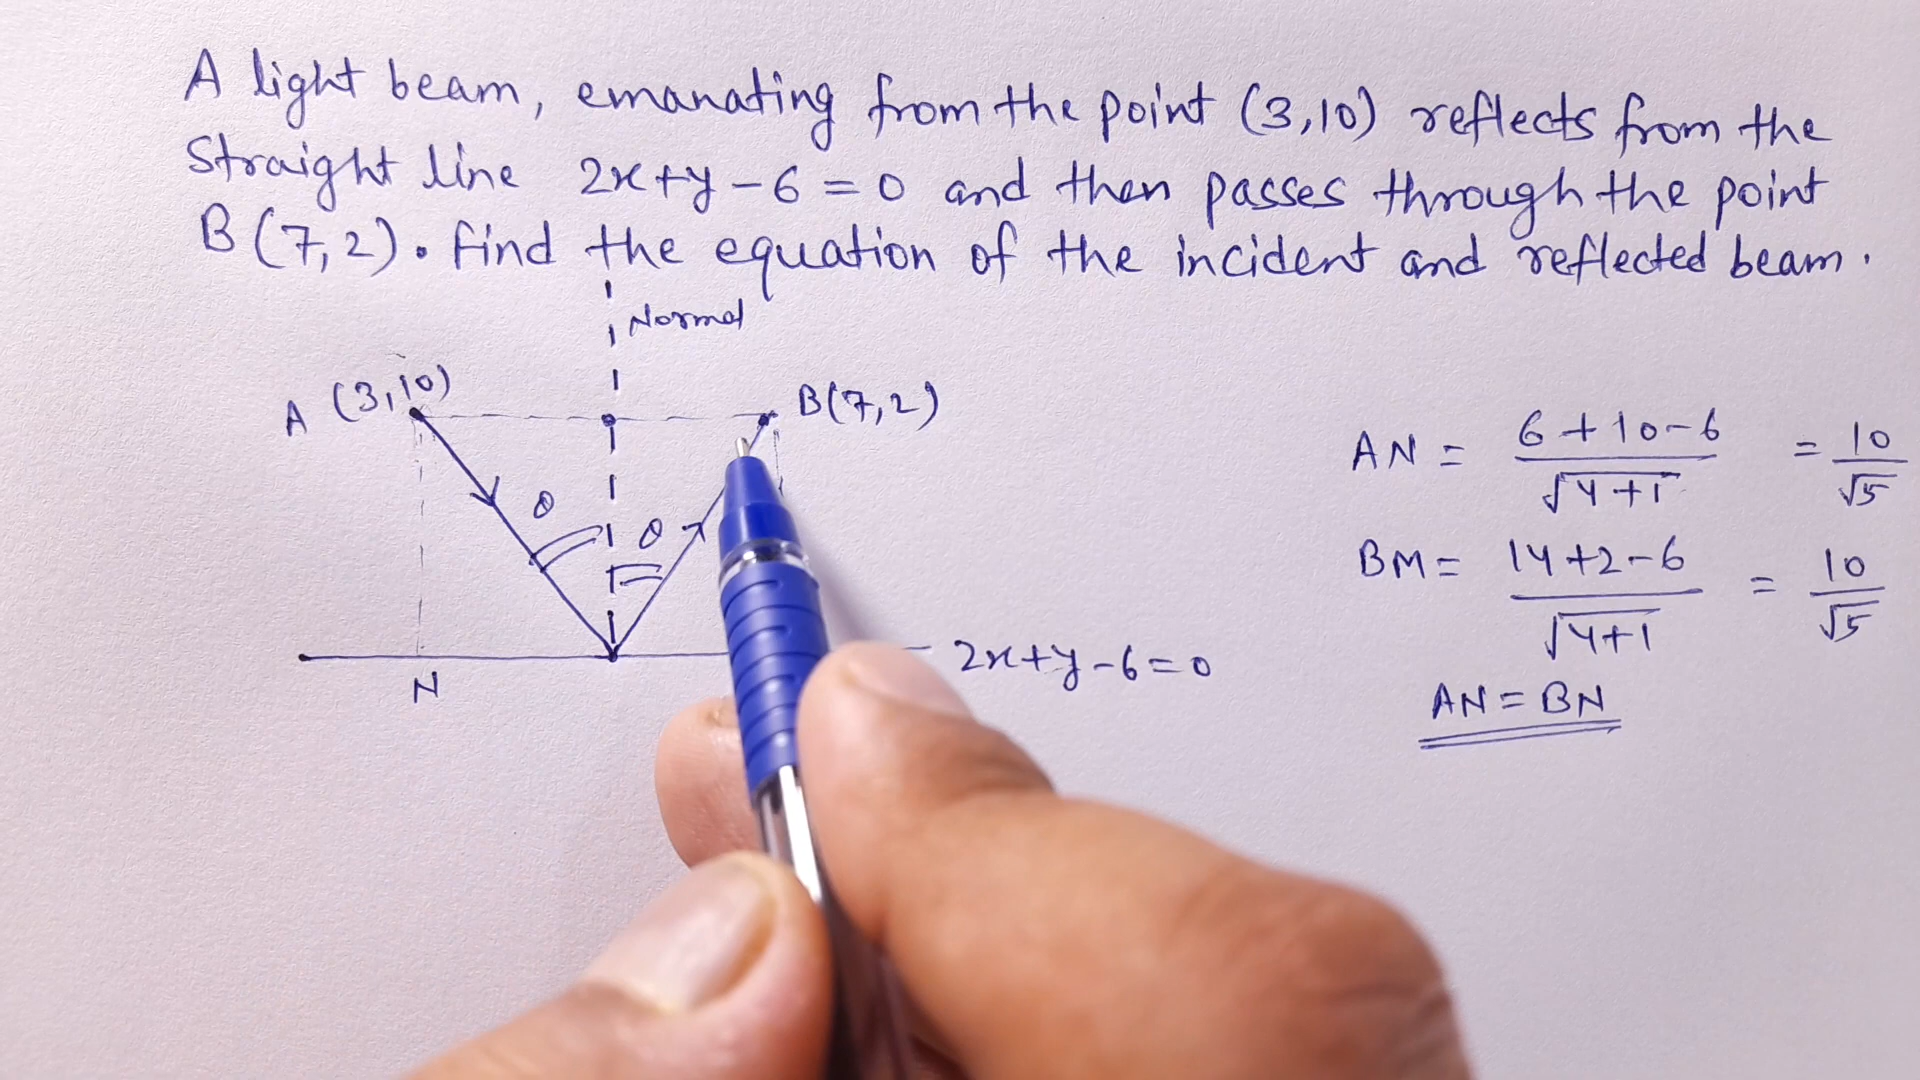 A light beam, emanating from the point (3,10) reflects from the
Straight line 2x+y-6=0 and then passes through the point
B(7,2). Find the equation of the incident and reflected beam.
Normal
A (3,10)
B(7,2)
θ
θ
N
2x+y-6=0
AN = 6+10-6/√4+1 = 10/√5
BM = 14+2-6/√4+1 = 10/√5
AN = BN